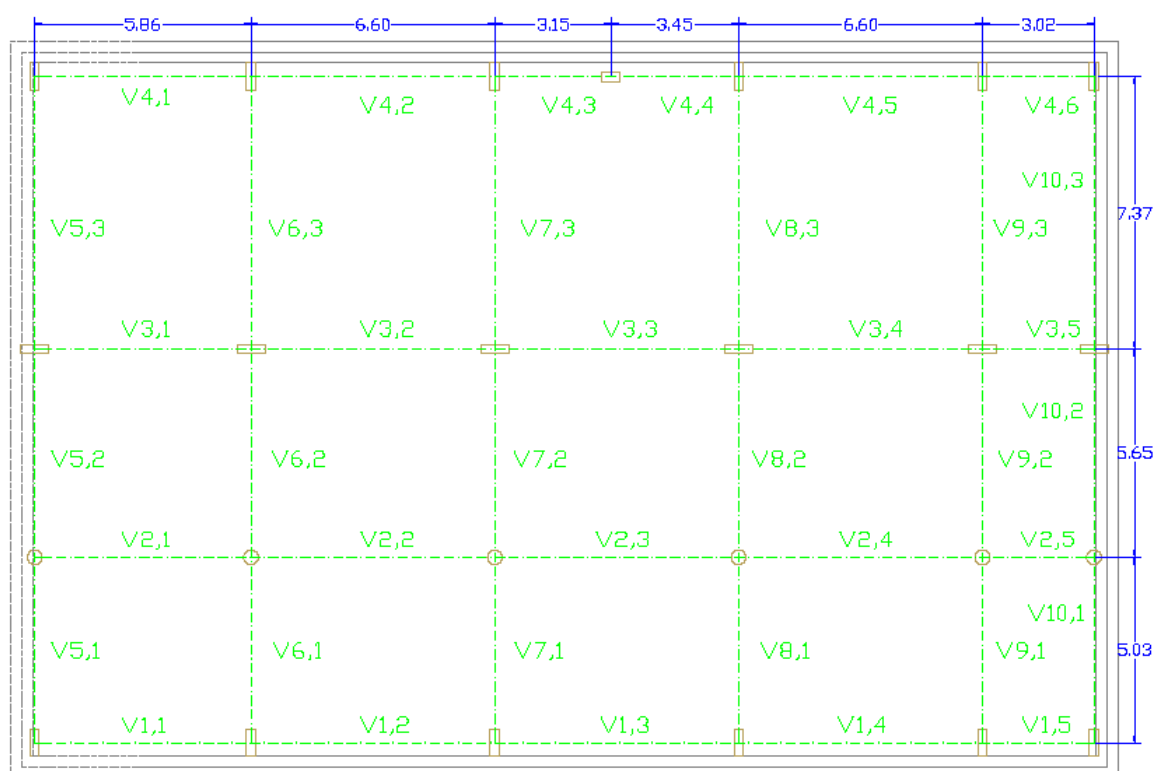 5.86 6.60 3.15 3.45 6.60 3.02
V4,1 V4,2 V4,3 V4,4 V4,5 V4,6
V10,3
7.37
V5,3 V6,3 V7,3 V8,3 V9,3
V3,1 V3,2 V3,3 V3,4 V3,5
V10,2
V5,2 V6,2 V7,2 V8,2 V9,2 5.65
V2,1 V2,2 V2,3 V2,4 V2,5
V10,1
V5,1 V6,1 V7,1 V8,1 V9,1 5.03
V1,1 V1,2 V1,3 V1,4 V1,5